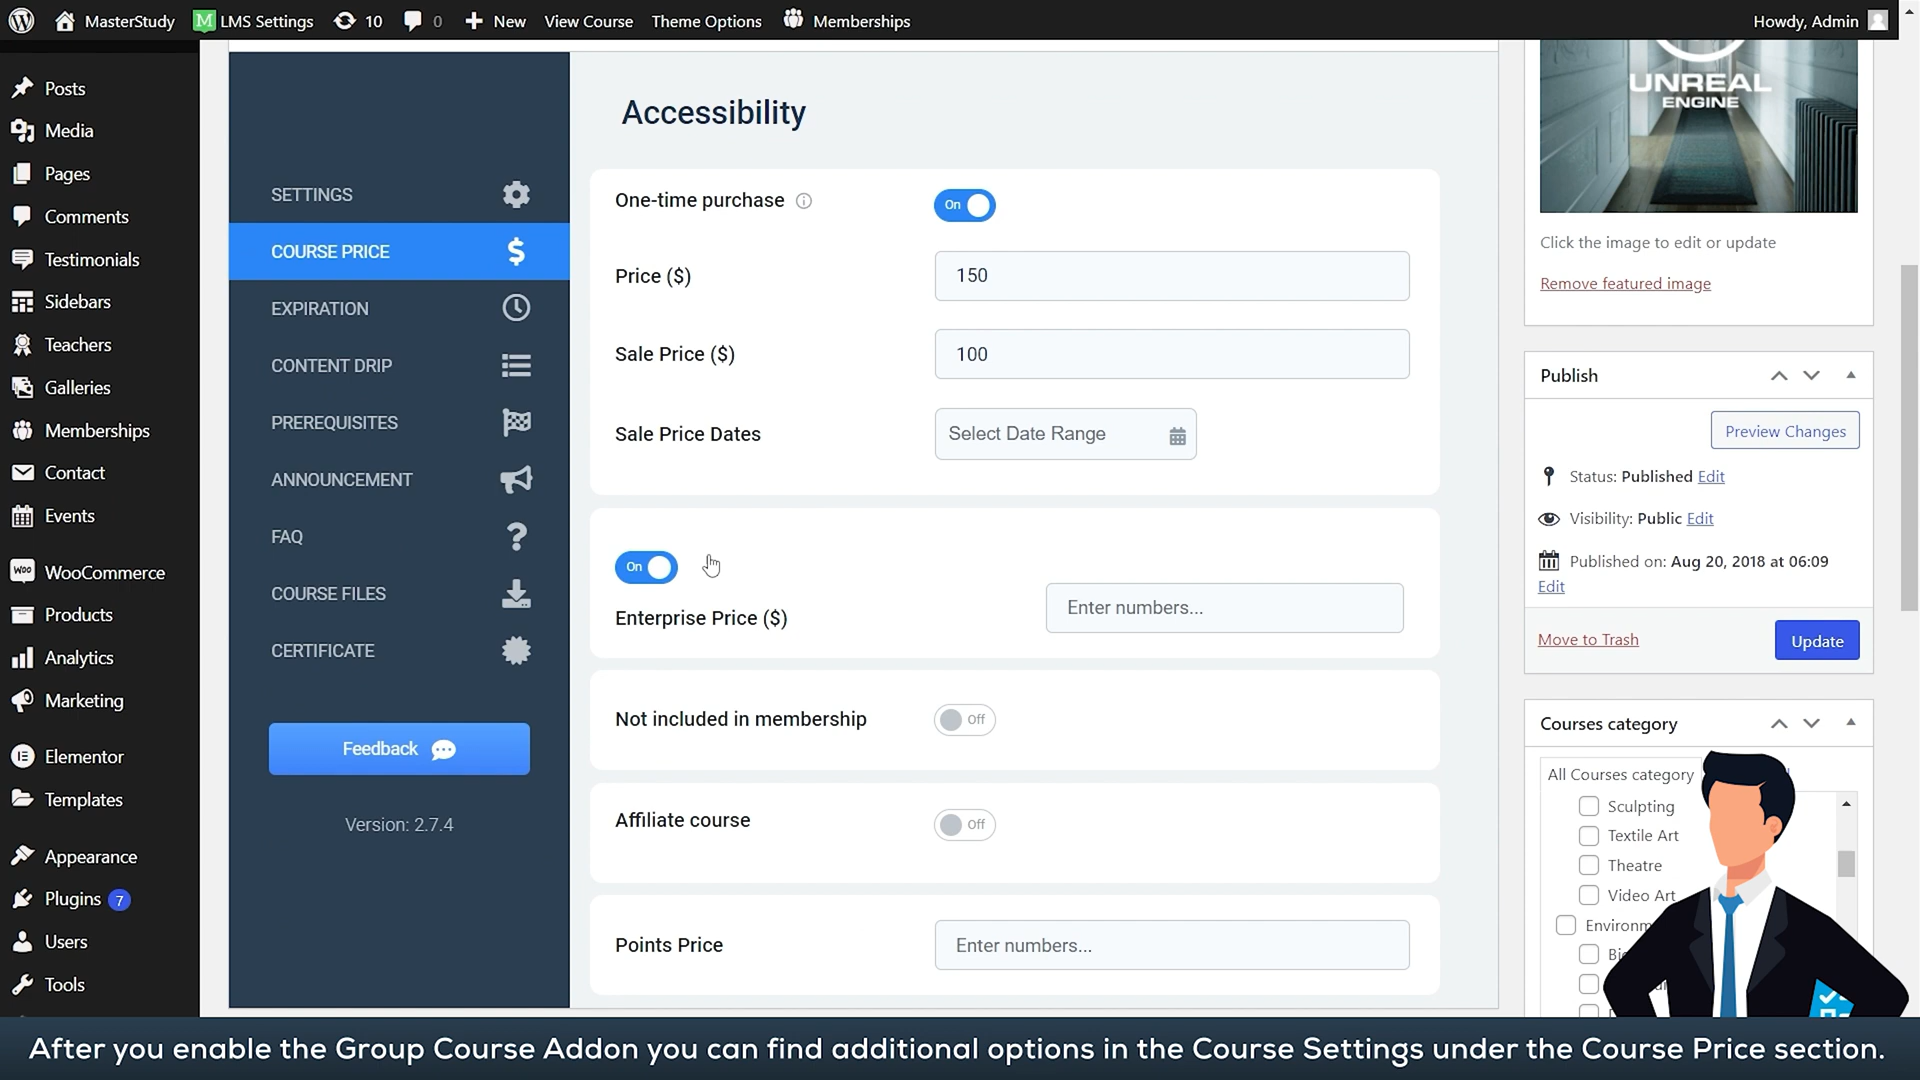 MasterStudy
LMS Settings
10
0
New
View Course
Theme Options
Memberships
Howdy, Admin
Posts
Media
Pages
Comments
Testimonials
Sidebars
Teachers
Galleries
Memberships
Contact
Events
WooCommerce
Products
Analytics
Marketing
Elementor
Templates
Appearance
Plugins 7
Users
Tools
SETTINGS
COURSE PRICE
EXPIRATION
CONTENT DRIP
PREREQUISITES
ANNOUNCEMENT
FAQ
COURSE FILES
CERTIFICATE
Feedback
Version: 2.7.4
Accessibility
One-time purchase
On
Price ($)
150
Sale Price ($)
100
Sale Price Dates
Select Date Range
On
Enterprise Price ($)
Enter numbers...
Not included in membership
Off
Affiliate course
Off
Points Price
Enter numbers...
UNREAL
ENGINE
Click the image to edit or update
Remove featured image
Publish
Preview Changes
Status: Published Edit
Visibility: Public Edit
Published on: Aug 20, 2018 at 06:09
Edit
Move to Trash
Update
Courses category
All Courses category
Sculpting
Textile Art
Theatre
Video Art
After you enable the Group Course Addon you can find additional options in the Course Settings under the Course Price section.